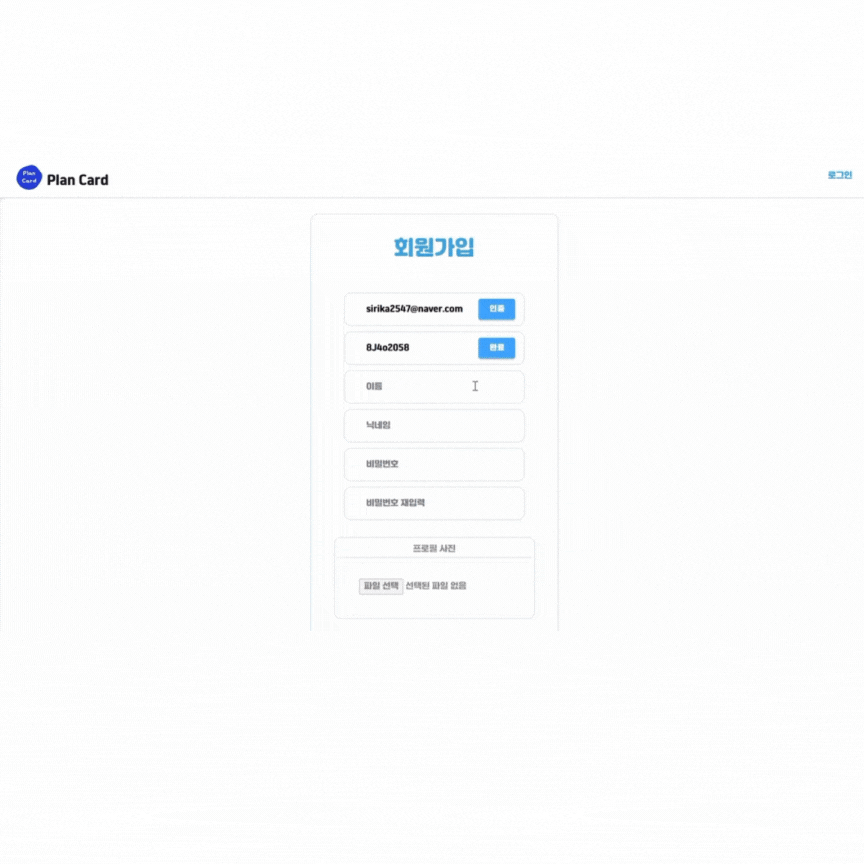 Plan
Card
Plan Card
로그인
회원가입
sirika2547@naver.com
인증
8J4o2058
완료
이름
닉네임
비밀번호
비밀번호 재입력
프로필 사진
파일 선택 선택된 파일 없음